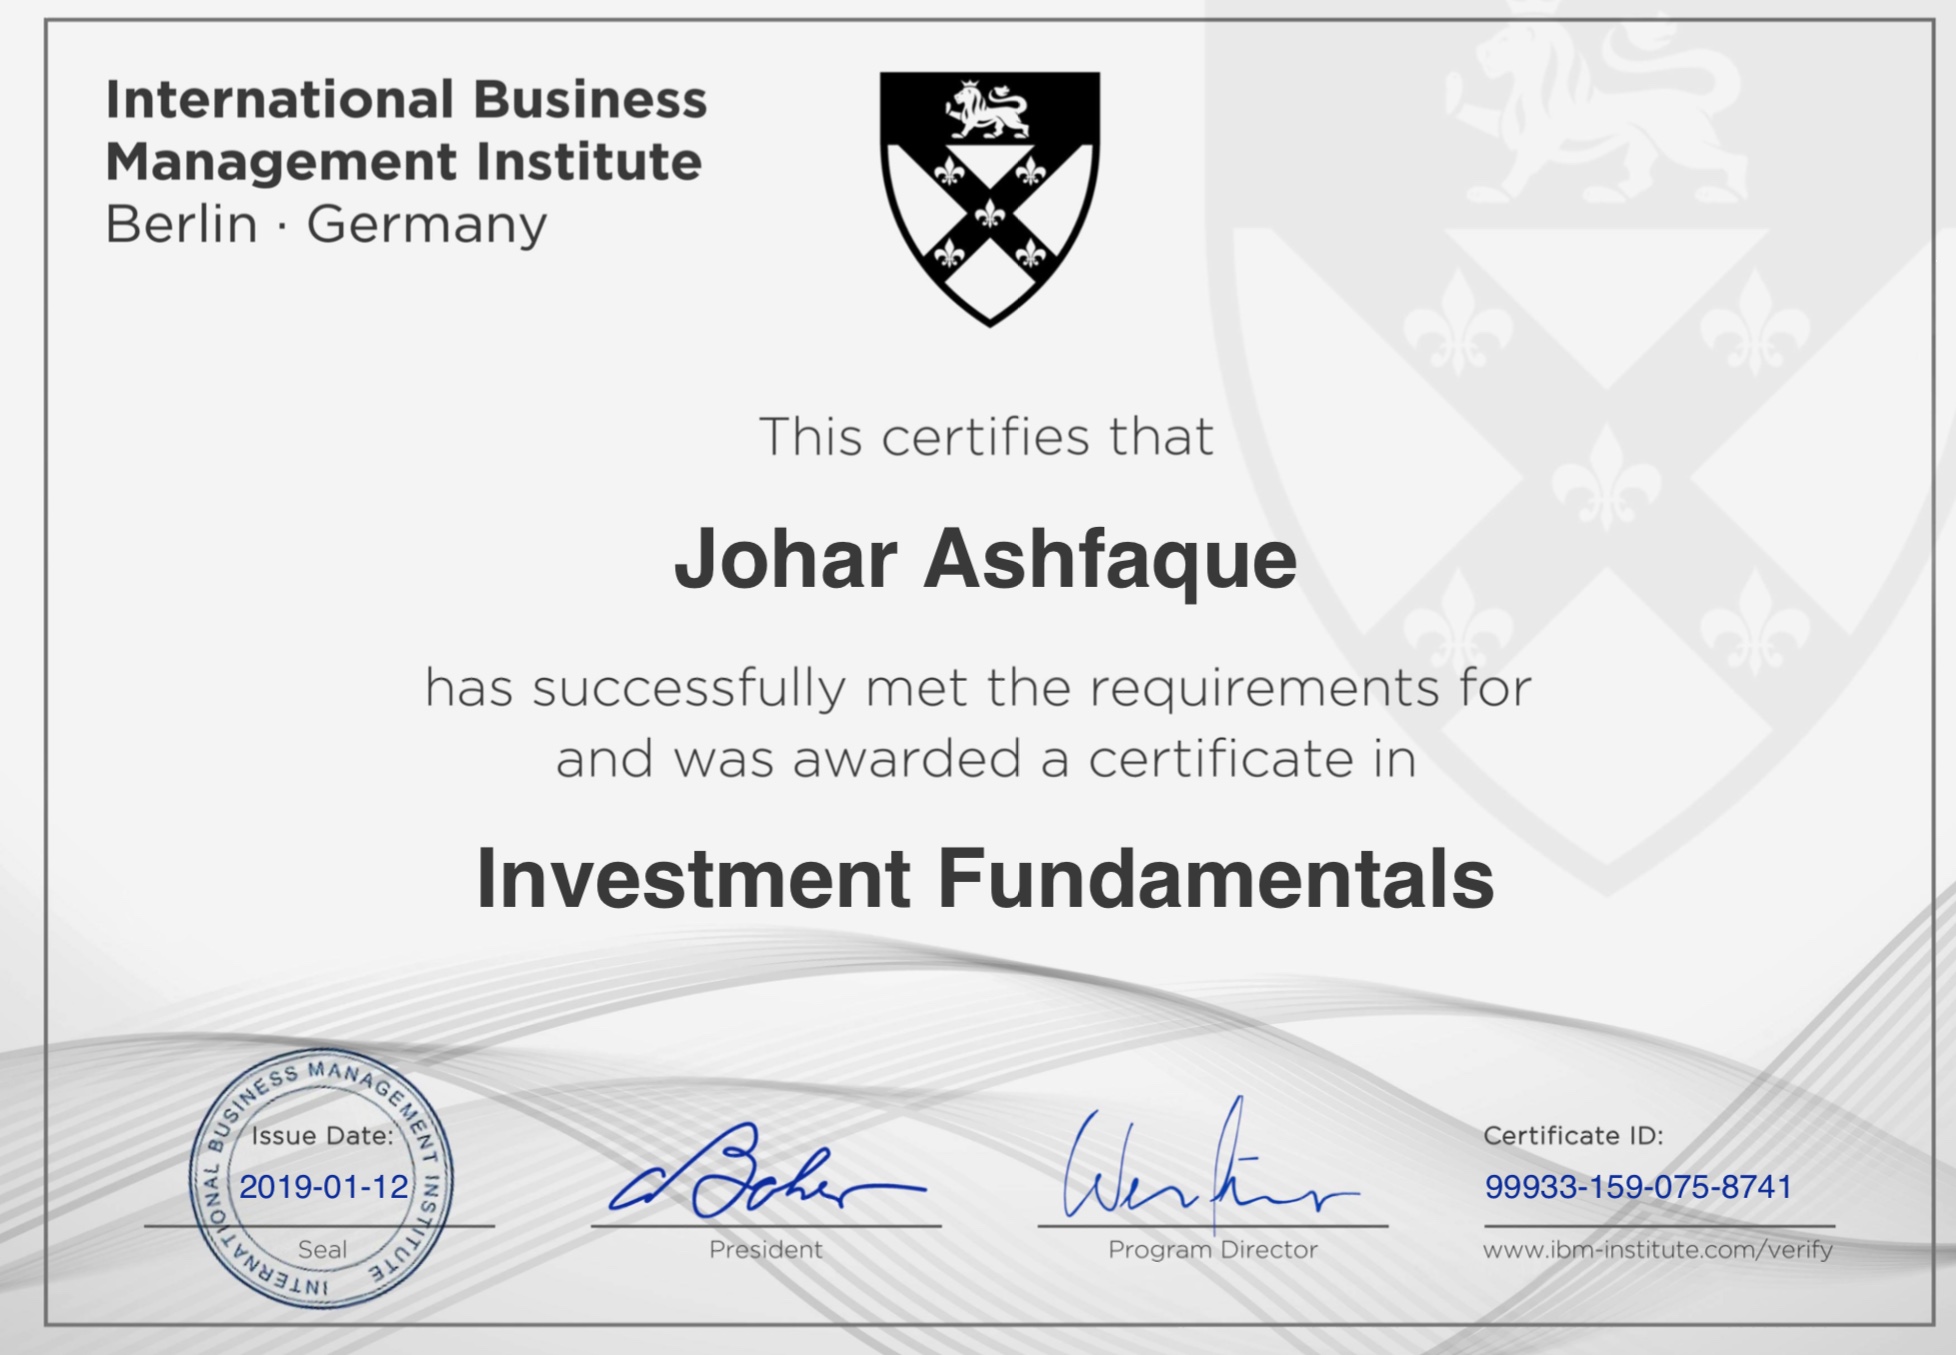 International Business
Management Institute
Berlin · Germany
This certifies that
Johar Ashfaque
has successfully met the requirements for
and was awarded a certificate in
Investment Fundamentals
INTERNATIONAL BUSINESS MANAGEMENT INSTITUTE
Issue Date:
2019-01-12
Seal
President
Program Director
Certificate ID:
99933-159-075-8741
www.ibm-institute.com/verify